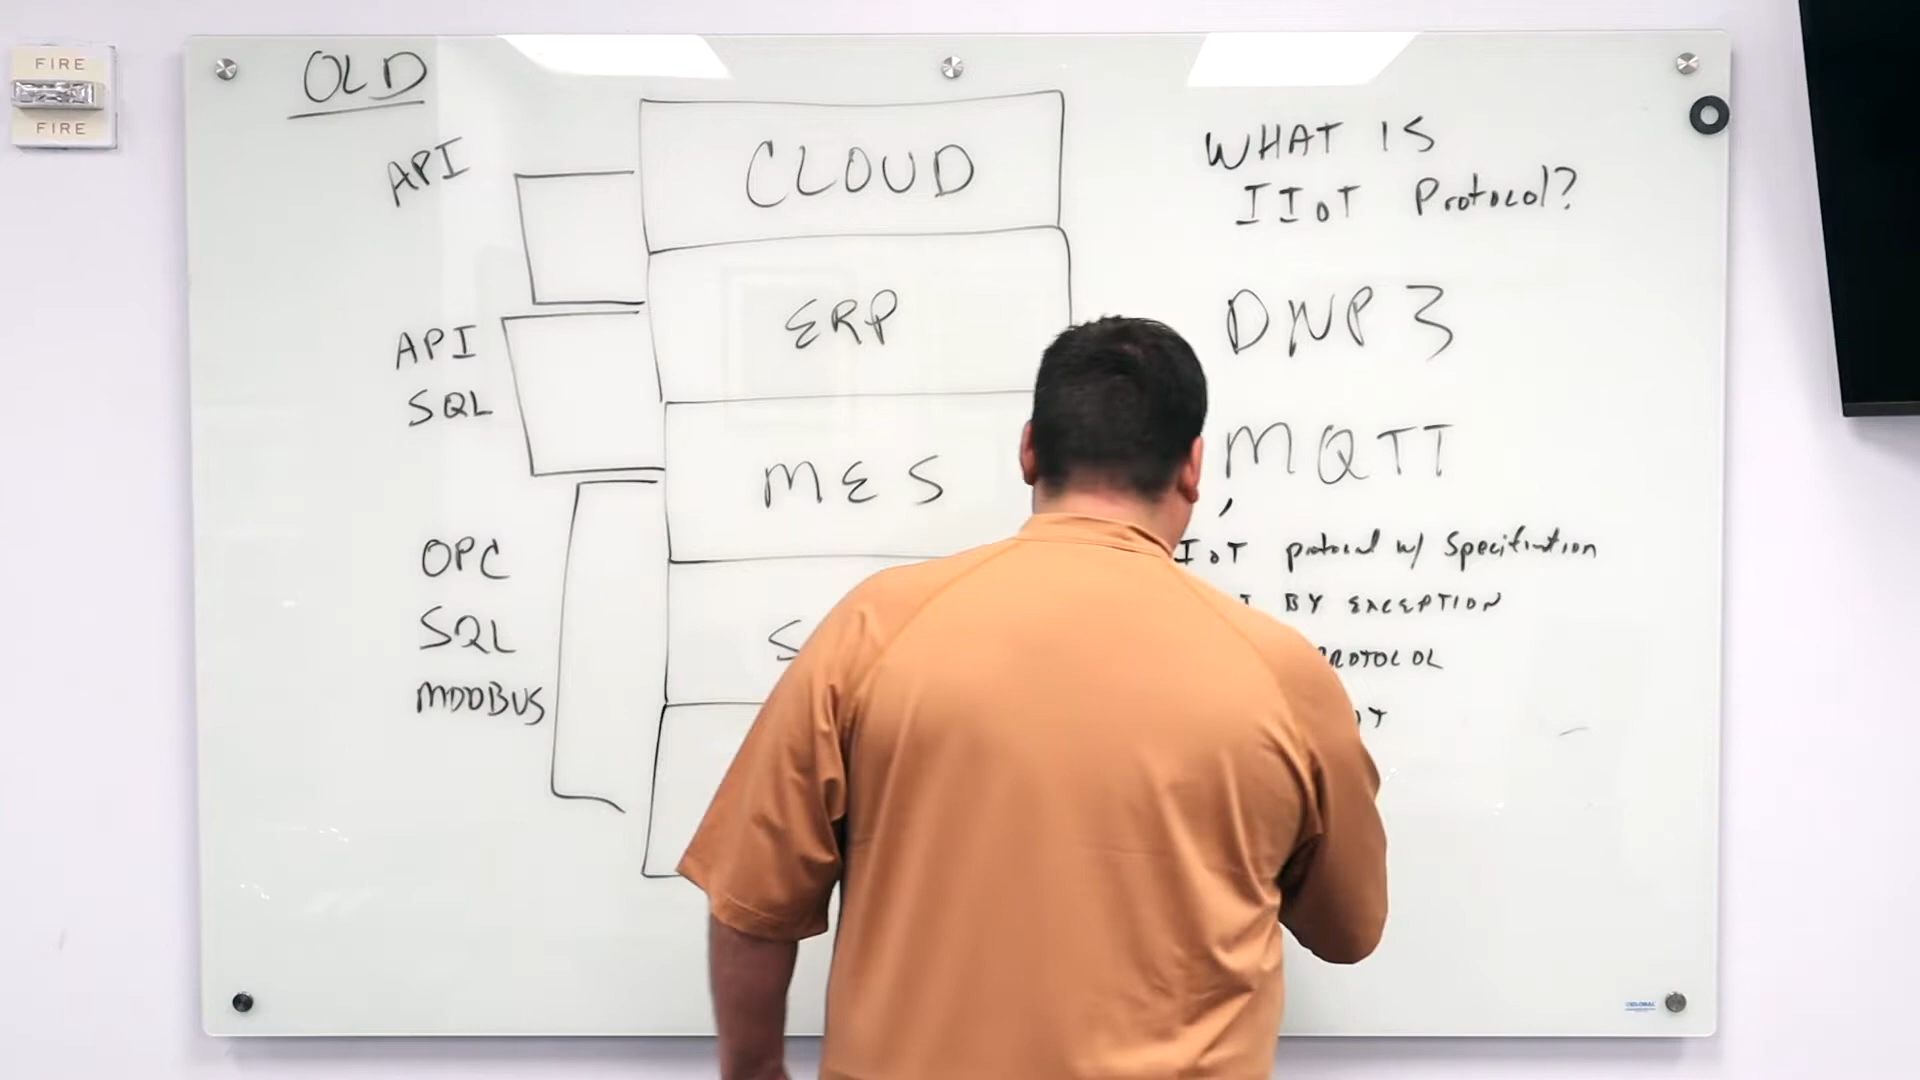 FIRE
FIRE
OLD
API
CLOUD
API
SQL
ERP
MES
OPC
SQL
MODBUS
S
WHAT IS
IIOT Protocol?
DNP3
MQTT
IOT protocol w/ Specification
BY EXCEPTION
ROTOCOL